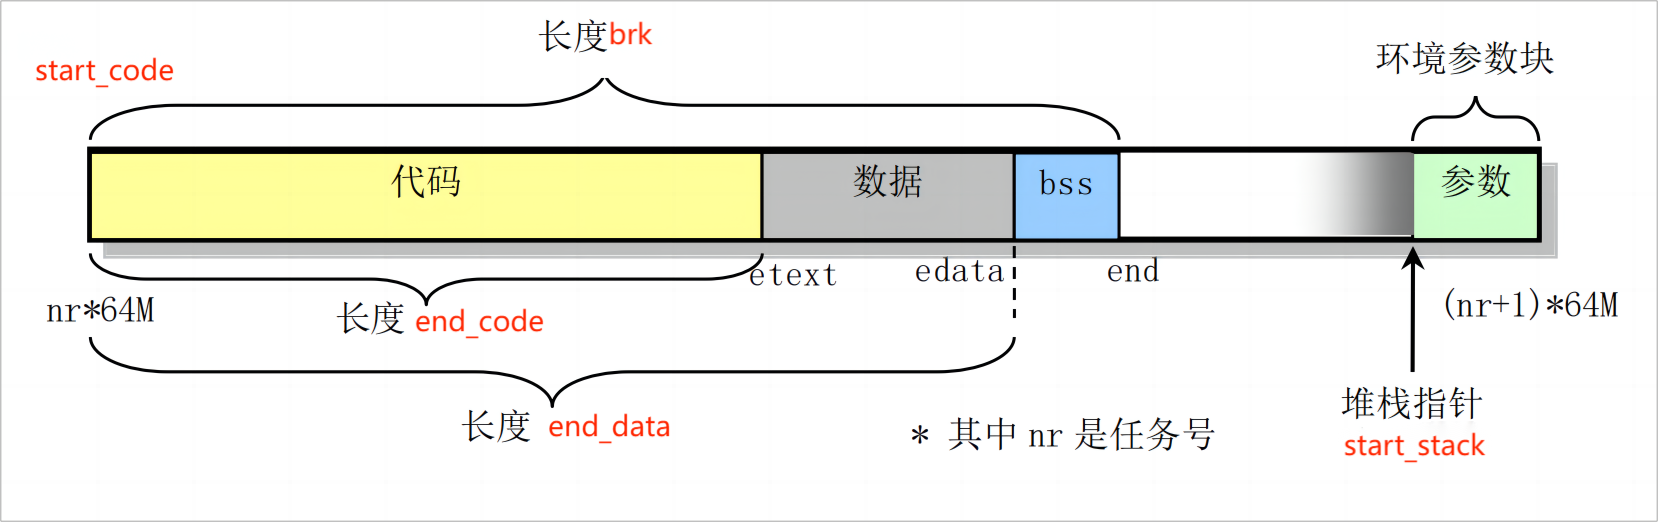 长度brk
start_code
环境参数块
代码
数据
bss
参数
etext
edata
end
nr*64M
长度 end_code
(nr+1)*64M
长度 end_data
* 其中 nr 是任务号
堆栈指针
start_stack